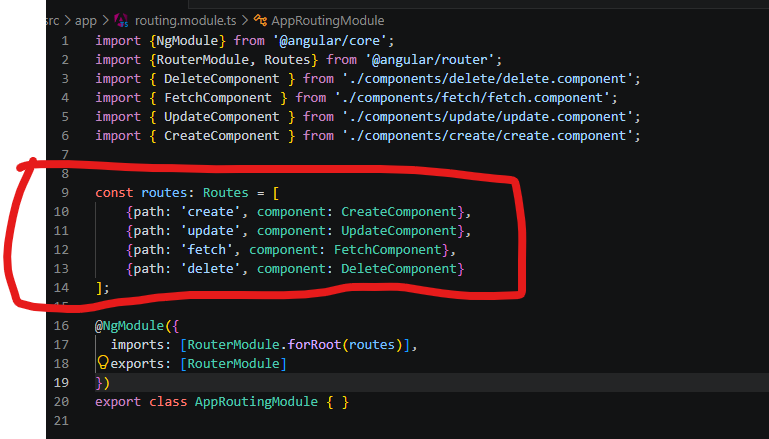 src > app > routing.module.ts > AppRoutingModule
1 import {NgModule} from '@angular/core';
2 import {RouterModule, Routes} from '@angular/router';
3 import { DeleteComponent } from './components/delete/delete.component';
4 import { FetchComponent } from './components/fetch/fetch.component';
5 import { UpdateComponent } from './components/update/update.component';
6 import { CreateComponent } from './components/create/create.component';
7
8
9 const routes: Routes = [
10 {path: 'create', component: CreateComponent},
11 {path: 'update', component: UpdateComponent},
12 {path: 'fetch', component: FetchComponent},
13 {path: 'delete', component: DeleteComponent}
14 ];
15
16 @NgModule({
17 imports: [RouterModule.forRoot(routes)],
18 exports: [RouterModule]
19 })
20 export class AppRoutingModule { }
21